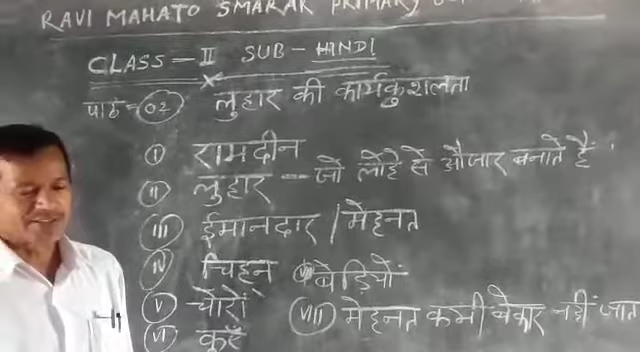 RAVI MAHATO SMARAK PRIMARY
CLASS - II SUB - HINDI
पाठ = 02 लुहार की कार्यकुशलता
I रामदीन
II लुहार -- जो लोहे से औजार बनाते है
III ईमानदार / मेहनत
IV चिह्न VII बेड़ियों
V चोरों
VI कुएँ VIII मेहनत कभी बेकार नहीं जात